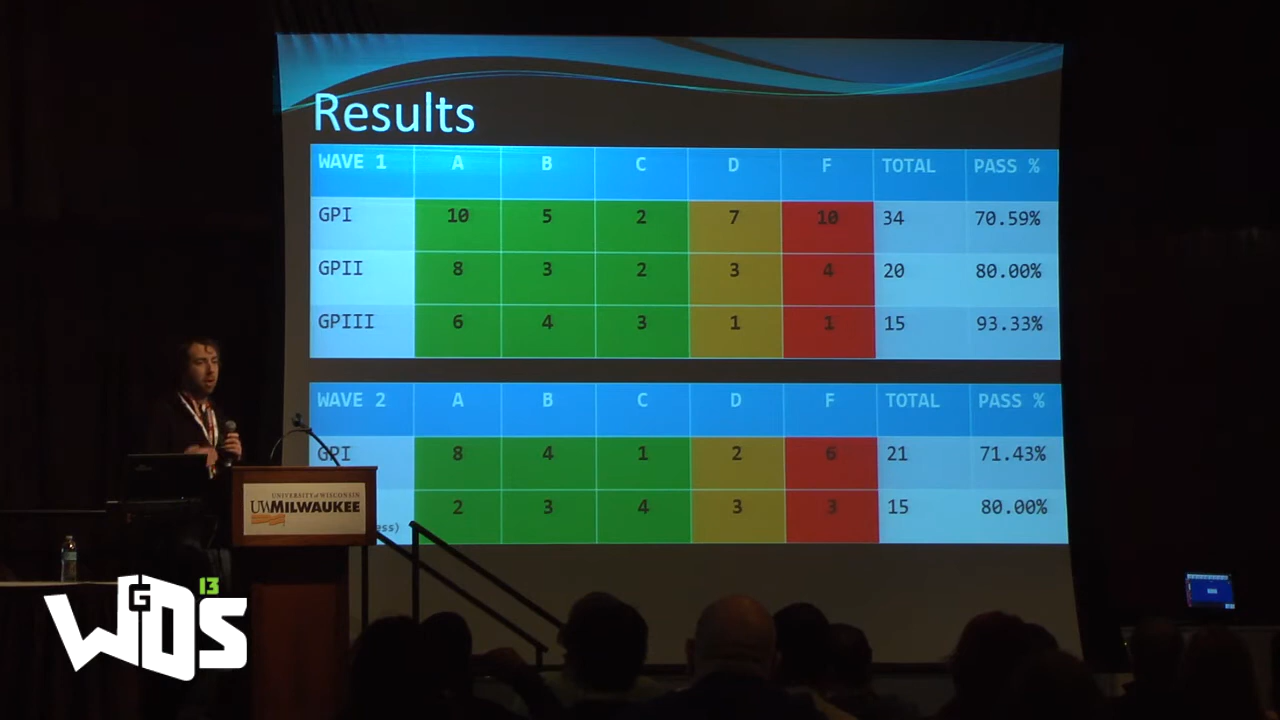 Results
WAVE 1 A B C D F TOTAL PASS %
GPI 10 5 2 7 10 34 70.59%
GPII 8 3 2 3 4 20 80.00%
GPIII 6 4 3 1 1 15 93.33%
WAVE 2 A B C D F TOTAL PASS %
GPI 8 4 1 2 6 21 71.43%
2 3 4 3 3 15 80.00%
ess)
UNIVERSITY of WISCONSIN
UWMILWAUKEE
WGDS 13